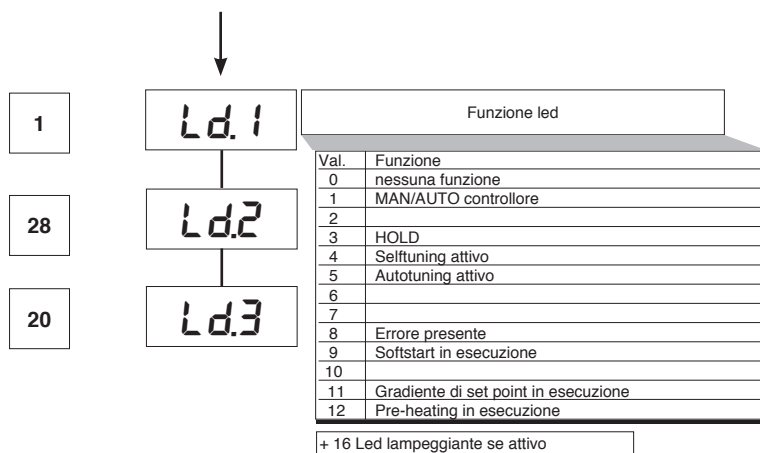 1
Ld.1
Funzione led
Val. Funzione
0 nessuna funzione
1 MAN/AUTO controllore
2
28
Ld.2
3 HOLD
4 Selftuning attivo
5 Autotuning attivo
6
7
20
Ld.3
8 Errore presente
9 Softstart in esecuzione
10
11 Gradiente di set point in esecuzione
12 Pre-heating in esecuzione
+ 16 Led lampeggiante se attivo